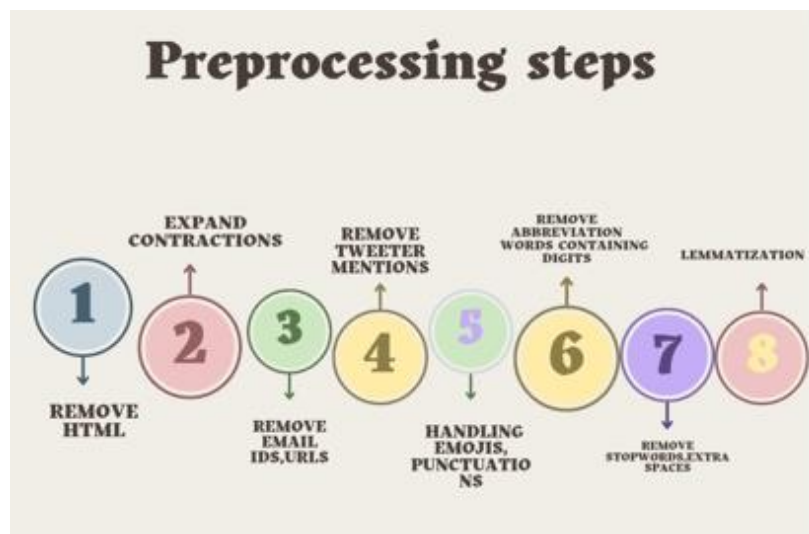 Preprocessing steps
1
REMOVE
HTML
2
EXPAND
CONTRACTIONS
3
REMOVE
EMAIL
IDS,URLS
4
REMOVE
TWEETER
MENTIONS
5
HANDLING
EMOJIS,
PUNCTUATIO
NS
6
REMOVE
ABBREVIATION
WORDS CONTAINING
DIGITS
7
REMOVE
STOPWORDS,EXTRA
SPACES
8
LEMMATIZATION